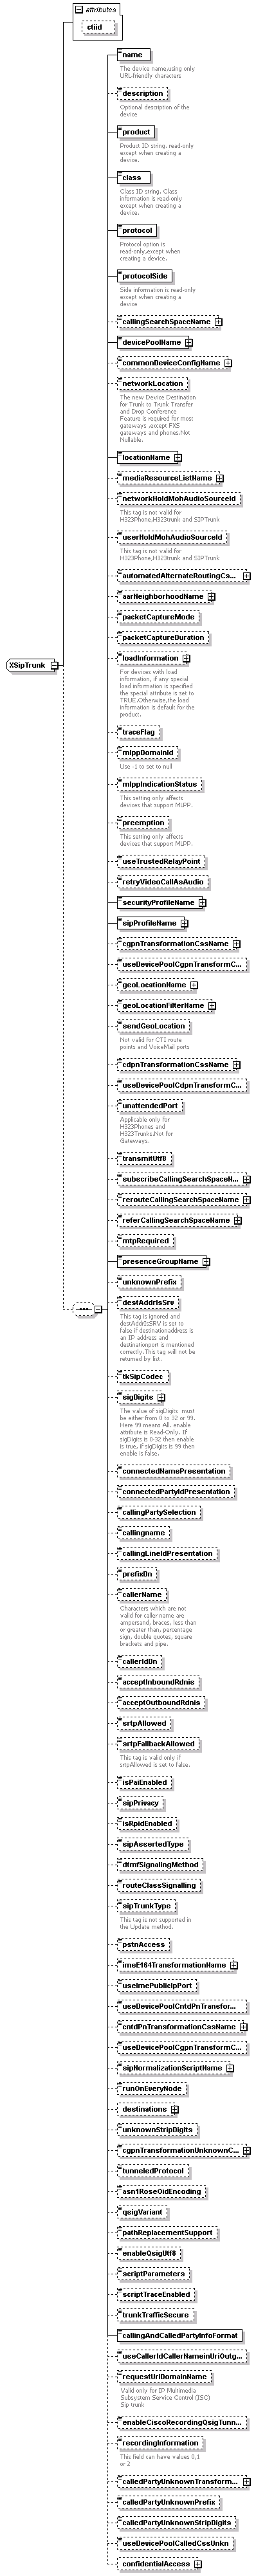 attributes
ctiid
name
The device name,using only
URL-friendly characters
description
Optional description of the
device
product
Product ID string. read-only
except when creating a
device.
class
Class ID string. Class
information is read-only
except when creating a
device.
protocol
Protocol option is
read-only,except when
creating a device.
protocolSide
Side information is read-only
except when creating a
device
callingSearchSpaceName
devicePoolName
commonDeviceConfigName
networkLocation
The new Device Destination
for Trunk to Trunk Transfer
and Drop Conference
Feature is required for most
gateways ,except FXS
gateways and phones.Not
Nullable.
locationName
mediaResourceListName
networkHoldMohAudioSourceId
This tag is not valid for
H323Phone,H323trunk and SIPTrunk
userHoldMohAudioSourceId
This tag is not valid for
H323Phone,H323trunk and SIPTrunk
automatedAlternateRoutingCs...
aarNeighborhoodName
packetCaptureMode
packetCaptureDuration
XSipTrunk
loadInformation
For devices with load
information, if any special
load information is specified
the special attribute is set to
TRUE.Otherwise,the load
information is default for the
product.
traceFlag
mlppDomainId
Use -1 to set to null
mlppIndicationStatus
This setting only affects
devices that support MLPP.
preemption
This setting only affects
devices that support MLPP.
useTrustedRelayPoint
retryVideoCallAsAudio
securityProfileName
sipProfileName
cgpnTransformationCssName
useDevicePoolCgpnTransformC...
geoLocationName
geoLocationFilterName
sendGeoLocation
Not valid for CTI route
points and VoiceMail ports
cdpnTransformationCssName
useDevicePoolCdpnTransformC...
unattendedPort
Applicable only for
H323Phones and
H323Trunks.Not for
Gateways.
transmitUtf8
subscribeCallingSearchSpaceN...
rerouteCallingSearchSpaceName
referCallingSearchSpaceName
mtpRequired
presenceGroupName
unknownPrefix
destAddrIsSrv
This tag is ignored and
destAddrIsSRV is set to
false if destinationaddress is
an IP address and
destinationport is mentioned
correctly.This tag will not be
returned by list.
tkSipCodec
sigDigits
The value of sigDigits  must
be either from 0 to 32 or 99.
Here 99 means All. enable
attribute is Read-Only. If
sigDigits is 0-32 then enable
is true, if sigDigits is 99 then
enable is false.
connectedNamePresentation
connectedPartyIdPresentation
callingPartySelection
callingname
callingLineIdPresentation
prefixDn
callerName
Characters which are not
valid for caller name are
ampersand, braces, less than
or greater than, percentage
sign, double quotes, square
brackets and pipe.
callerIdDn
acceptInboundRdnis
acceptOutboundRdnis
srtpAllowed
srtpFallbackAllowed
This tag is valid only if
srtpAllowed is set to false.
isPaiEnabled
sipPrivacy
isRpidEnabled
sipAssertedType
dtmfSignalingMethod
routeClassSignalling
sipTrunkType
This tag is not supported in
the Update method.
pstnAccess
imeE164TransformationName
useImePublicIpPort
useDevicePoolCntdPnTransfor...
cntdPnTransformationCssName
useDevicePoolCgpnTransformC...
sipNormalizationScriptName
runOnEveryNode
destinations
unknownStripDigits
cgpnTransformationUnknownC...
tunneledProtocol
asn1RoseOidEncoding
qsigVariant
pathReplacementSupport
enableQsigUtf8
scriptParameters
scriptTraceEnabled
trunkTrafficSecure
callingAndCalledPartyInfoFormat
useCallerIdCallerNameinUriOutg...
requestUriDomainName
Valid only for IP Multimedia
Subsystem Service Control (ISC)
Sip trunk
enableCiscoRecordingQsigTunn...
recordingInformation
This field can have values 0,1
or 2
calledPartyUnknownTransform...
calledPartyUnknownPrefix
calledPartyUnknownStripDigits
useDevicePoolCalledCssUnkn
confidentialAccess